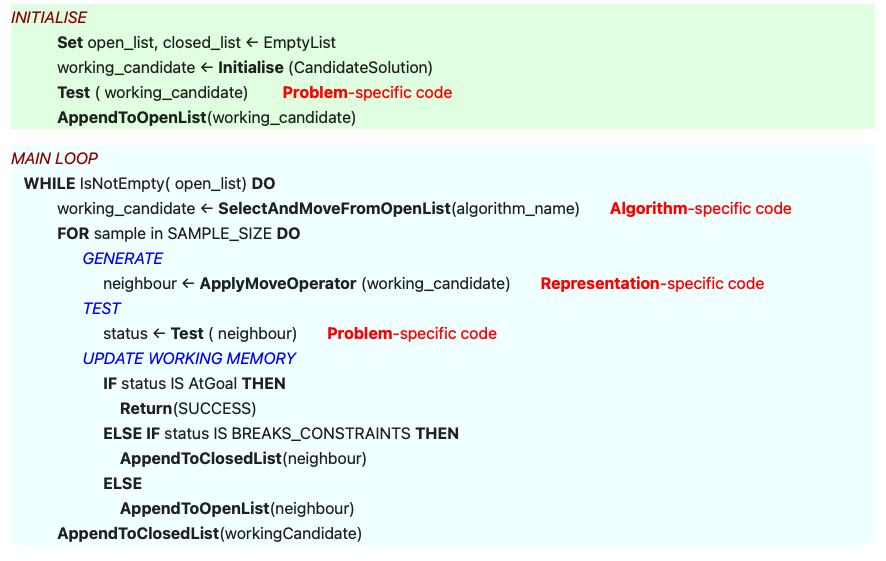 INITIALISE
Set open_list, closed_list ← EmptyList
working_candidate ← Initialise (CandidateSolution)
Test ( working_candidate) Problem-specific code
AppendToOpenList(working_candidate)
MAIN LOOP
WHILE IsNotEmpty( open_list) DO
working_candidate ← SelectAndMoveFromOpenList(algorithm_name) Algorithm-specific code
FOR sample in SAMPLE_SIZE DO
GENERATE
neighbour ← ApplyMoveOperator (working_candidate) Representation-specific code
TEST
status ← Test ( neighbour) Problem-specific code
UPDATE WORKING MEMORY
IF status IS AtGoal THEN
Return(SUCCESS)
ELSE IF status IS BREAKS_CONSTRAINTS THEN
AppendToClosedList(neighbour)
ELSE
AppendToOpenList(neighbour)
AppendToClosedList(workingCandidate)